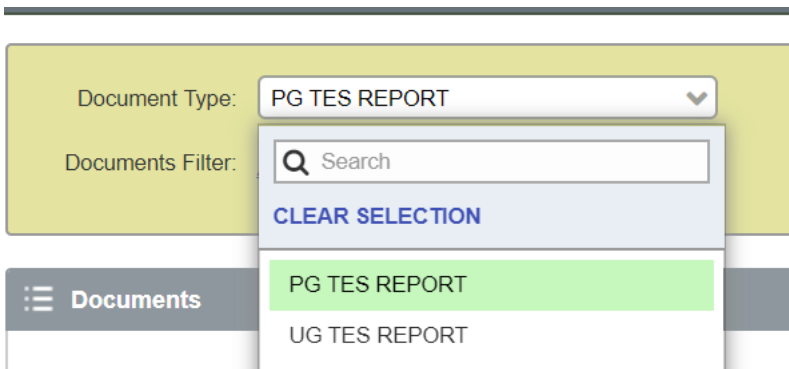 Document Type: PG TES REPORT
Documents Filter:
Search
CLEAR SELECTION
PG TES REPORT
UG TES REPORT
Documents